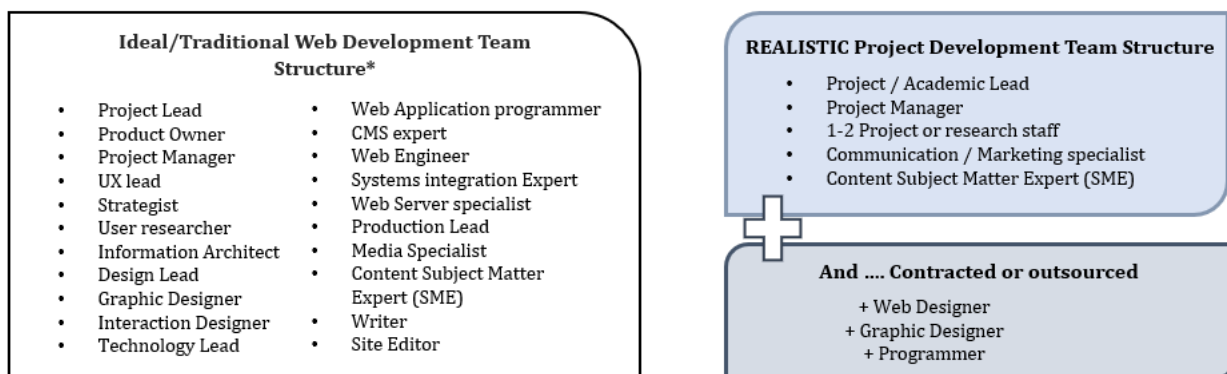 Ideal/Traditional Web Development Team
Structure*
• Project Lead
• Product Owner
• Project Manager
• UX lead
• Strategist
• User researcher
• Information Architect
• Design Lead
• Graphic Designer
• Interaction Designer
• Technology Lead
• Web Application programmer
• CMS expert
• Web Engineer
• Systems integration Expert
• Web Server specialist
• Production Lead
• Media Specialist
• Content Subject Matter
Expert (SME)
• Writer
• Site Editor
REALISTIC Project Development Team Structure
• Project / Academic Lead
• Project Manager
• 1-2 Project or research staff
• Communication / Marketing specialist
• Content Subject Matter Expert (SME)
And .... Contracted or outsourced
+ Web Designer
+ Graphic Designer
+ Programmer